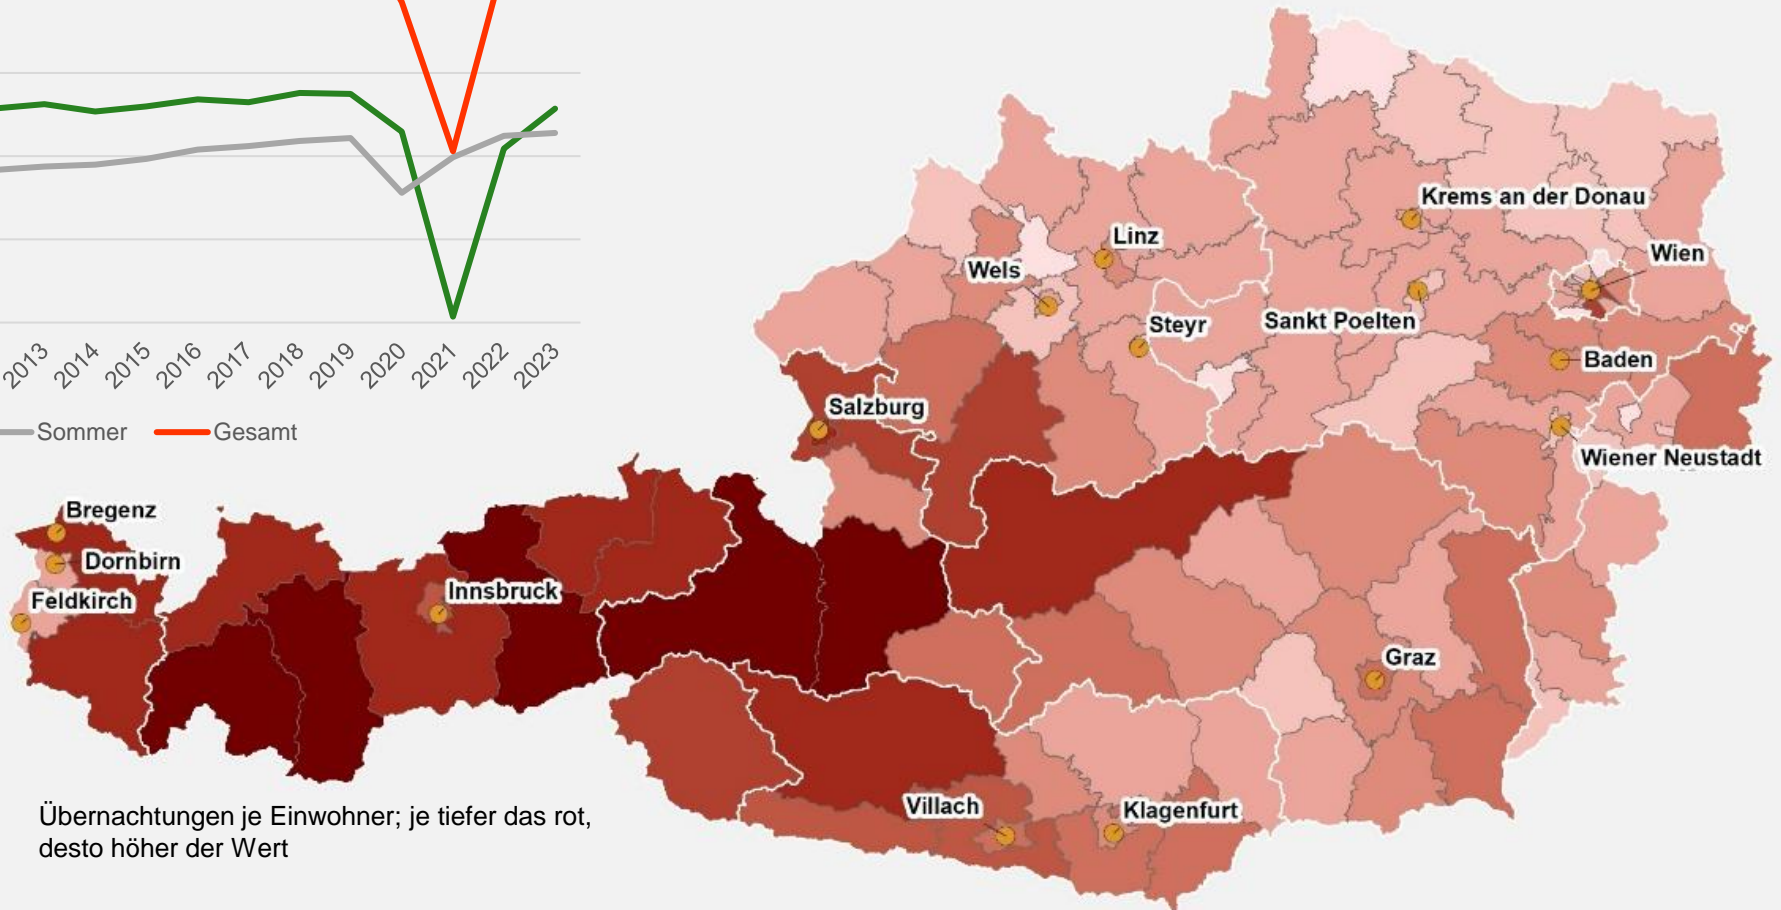 2013
2014
2015
2016
2017
2018
2019
2020
2021
2022
2023
Sommer
Gesamt
Krems an der Donau
Linz
Wien
Wels
Steyr
Sankt Poelten
Baden
Salzburg
Wiener Neustadt
Bregenz
Dornbirn
Feldkirch
Innsbruck
Graz
Villach
Klagenfurt
Übernachtungen je Einwohner; je tiefer das rot,
desto höher der Wert